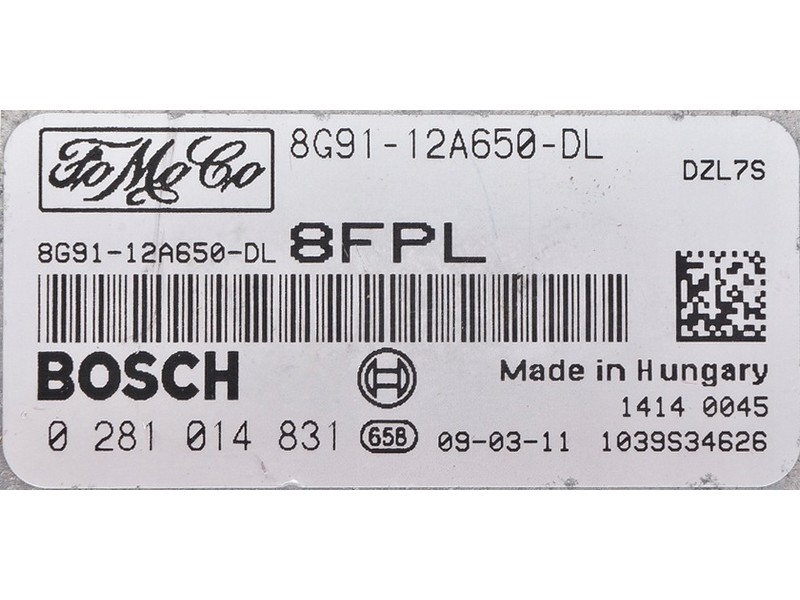 FoMoCo 8G91-12A650-DL
DZL7S
8G91-12A650-DL 8FPL
BOSCH
Made in Hungary
1414 0045
0 281 014 831 658 09-03-11 1039S34626